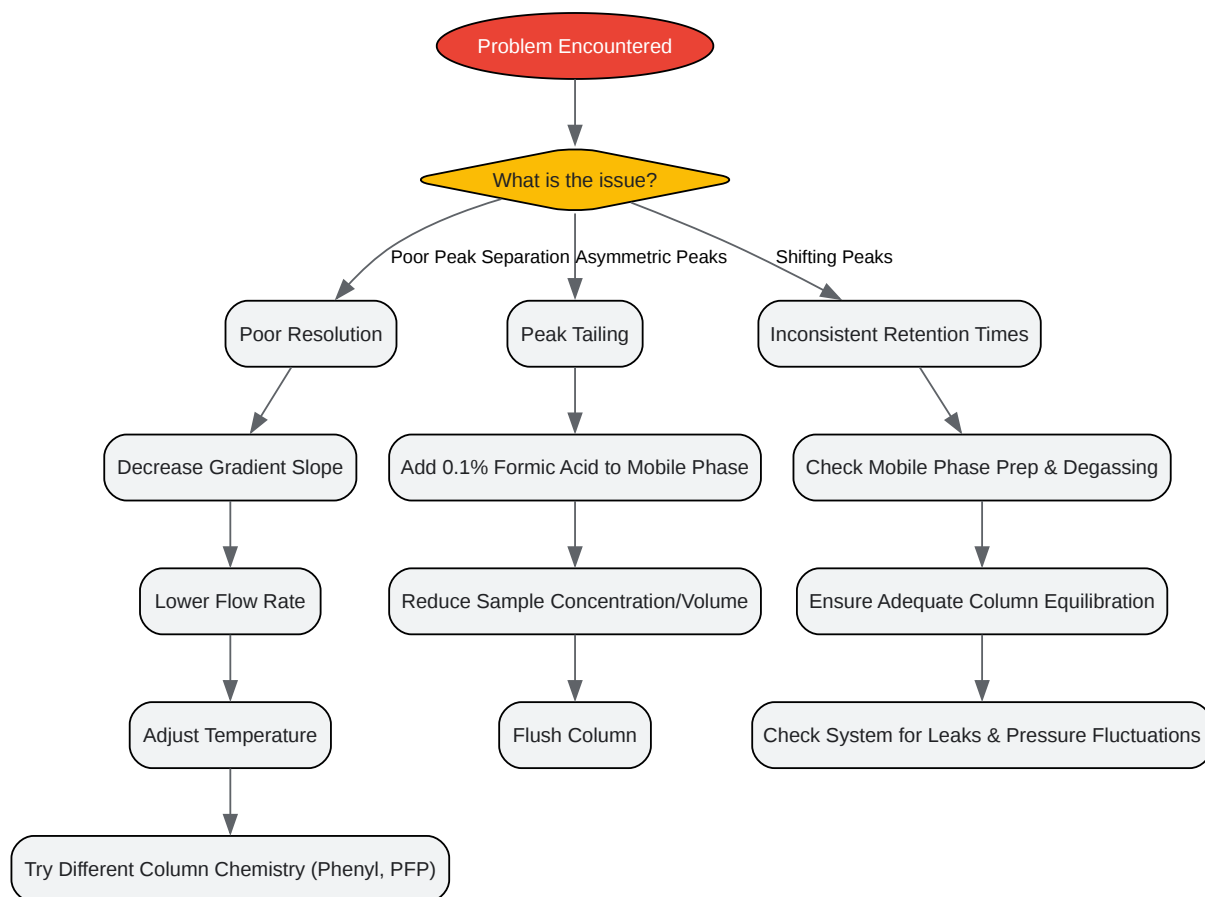 Problem Encountered
What is the issue?
Poor Peak Separation
Asymmetric Peaks
Shifting Peaks
Poor Resolution
Peak Tailing
Inconsistent Retention Times
Decrease Gradient Slope
Add 0.1% Formic Acid to Mobile Phase
Check Mobile Phase Prep & Degassing
Lower Flow Rate
Reduce Sample Concentration/Volume
Ensure Adequate Column Equilibration
Adjust Temperature
Flush Column
Check System for Leaks & Pressure Fluctuations
Try Different Column Chemistry (Phenyl, PFP)